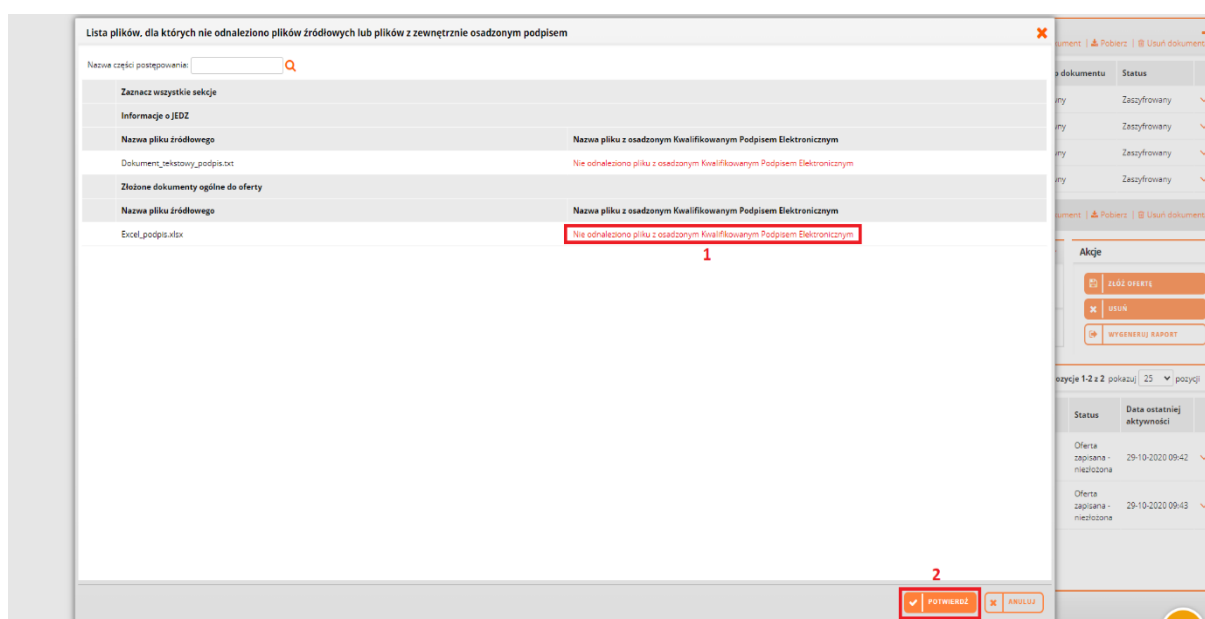 Lista plików, dla których nie odnaleziono plików źródłowych lub plików z zewnętrznie osadzonym podpisem
Nazwa części postępowania:
Zaznacz wszystkie sekcje
Informacje o JEDZ
Nazwa pliku źródłowego Nazwa pliku z osadzonym Kwalifikowanym Podpisem Elektronicznym
Dokument_tekstowy_podpis.txt Nie odnaleziono pliku z osadzonym Kwalifikowanym Podpisem Elektronicznym
Złożone dokumenty ogólne do oferty
Nazwa pliku źródłowego Nazwa pliku z osadzonym Kwalifikowanym Podpisem Elektronicznym
Excel_podpis.xlsx Nie odnaleziono pliku z osadzonym Kwalifikowanym Podpisem Elektronicznym
1
2
POTWIERDŹ ANULUJ
ument | Pobierz | Usuń dokument
o dokumentu Status
ny Zaszyfrowany
ny Zaszyfrowany
ny Zaszyfrowany
ny Zaszyfrowany
ument | Pobierz | Usuń dokument
Akcje
ZŁÓŻ OFERTĘ
USUŃ
WYGENERUJ RAPORT
ozycje 1-2 z 2 pokazuj 25 pozycji
Status Data ostatniej
aktywności
Oferta
zapisana - 29-10-2020 09:42
niezłożona
Oferta
zapisana - 29-10-2020 09:43
niezłożona